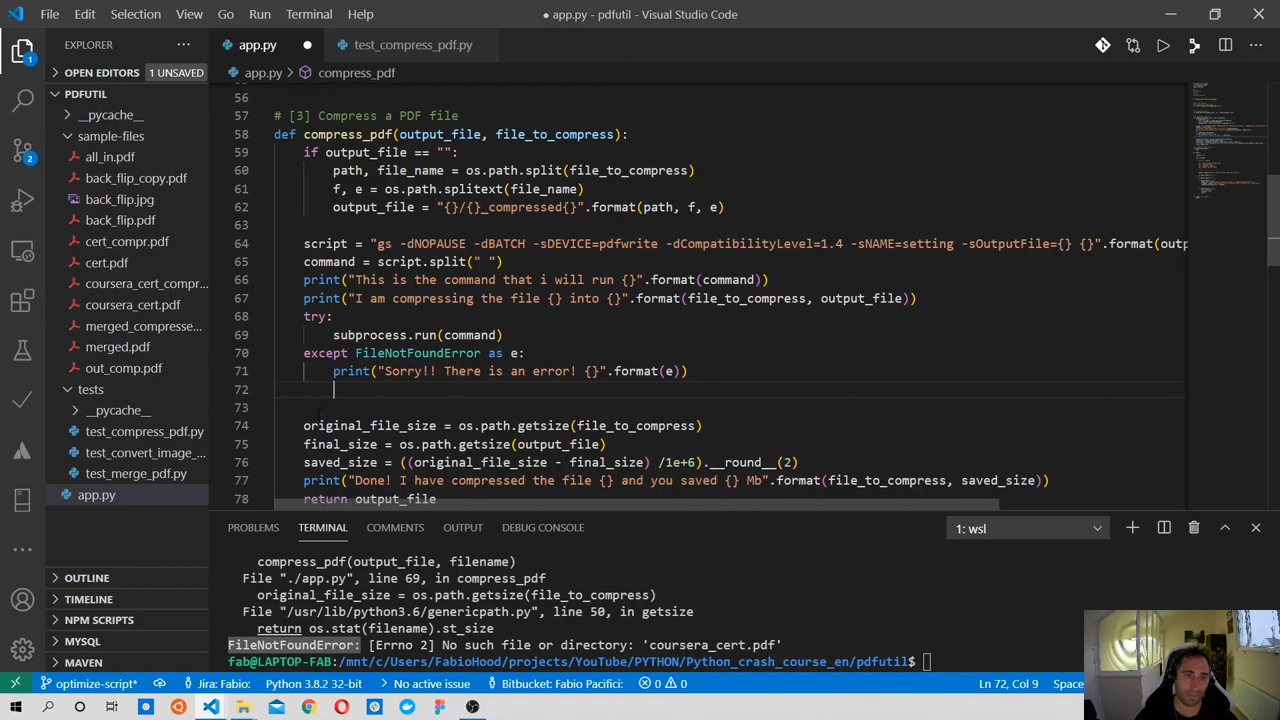 File Edit Selection View Go Run Terminal Help ● app.py - pdfutil - Visual Studio Code
EXPLORER ··· app.py ● test_compress_pdf.py ···
OPEN EDITORS 1 UNSAVED app.py > compress_pdf
PDFUTIL
__pycache__
sample-files
all_in.pdf
back_flip_copy.pdf
back_flip.jpg
back_flip.pdf
cert_compr.pdf
cert.pdf
coursera_cert_compr...
coursera_cert.pdf
merged_compresse...
merged.pdf
out_comp.pdf
tests
__pycache__
test_compress_pdf.py
test_convert_image_...
test_merge_pdf.py
app.py
OUTLINE
TIMELINE
NPM SCRIPTS
MYSQL
MAVEN
1
2
56
57 # [3] Compress a PDF file
58 def compress_pdf(output_file, file_to_compress):
59 if output_file == "":
60 path, file_name = os.path.split(file_to_compress)
61 f, e = os.path.splitext(file_name)
62 output_file = "{}/{}_compressed{}".format(path, f, e)
63
64 script = "gs -dNOPAUSE -dBATCH -sDEVICE=pdfwrite -dCompatibilityLevel=1.4 -sNAME=setting -sOutputFile={} {}".format(outp
65 command = script.split(" ")
66 print("This is the command that i will run {}".format(command))
67 print("I am compressing the file {} into {}".format(file_to_compress, output_file))
68 try:
69 subprocess.run(command)
70 except FileNotFoundError as e:
71 print("Sorry!! There is an error! {}".format(e))
72
73
74 original_file_size = os.path.getsize(file_to_compress)
75 final_size = os.path.getsize(output_file)
76 saved_size = ((original_file_size - final_size) /1e+6).__round__(2)
77 print("Done! I have compressed the file {} and you saved {} Mb".format(file_to_compress, saved_size))
78 return output_file
PROBLEMS TERMINAL COMMENTS OUTPUT DEBUG CONSOLE 1: wsl
compress_pdf(output_file, filename)
File "./app.py", line 69, in compress_pdf
original_file_size = os.path.getsize(file_to_compress)
File "/usr/lib/python3.6/genericpath.py", line 50, in getsize
return os.stat(filename).st_size
FileNotFoundError: [Errno 2] No such file or directory: 'coursera_cert.pdf'
fab@LAPTOP-FAB:/mnt/c/Users/FabioHood/projects/YouTube/PYTHON/Python_crash_course_en/pdfutil$
optimize-script* Jira: Fabio: Python 3.8.2 32-bit No active issue Bitbucket: Fabio Pacifici: 0 0 Ln 72, Col 9 Space